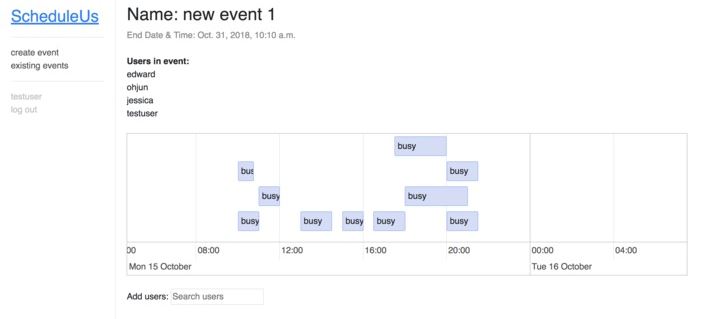 ScheduleUs
create event
existing events
testuser
log out
Name: new event 1
End Date & Time: Oct. 31, 2018, 10:10 a.m.
Users in event:
edward
ohjun
jessica
testuser
busy
bus busy
busy busy
busy busy busy busy busy
00 08:00 12:00 16:00 20:00 00:00 04:00
Mon 15 October Tue 16 October
Add users: Search users